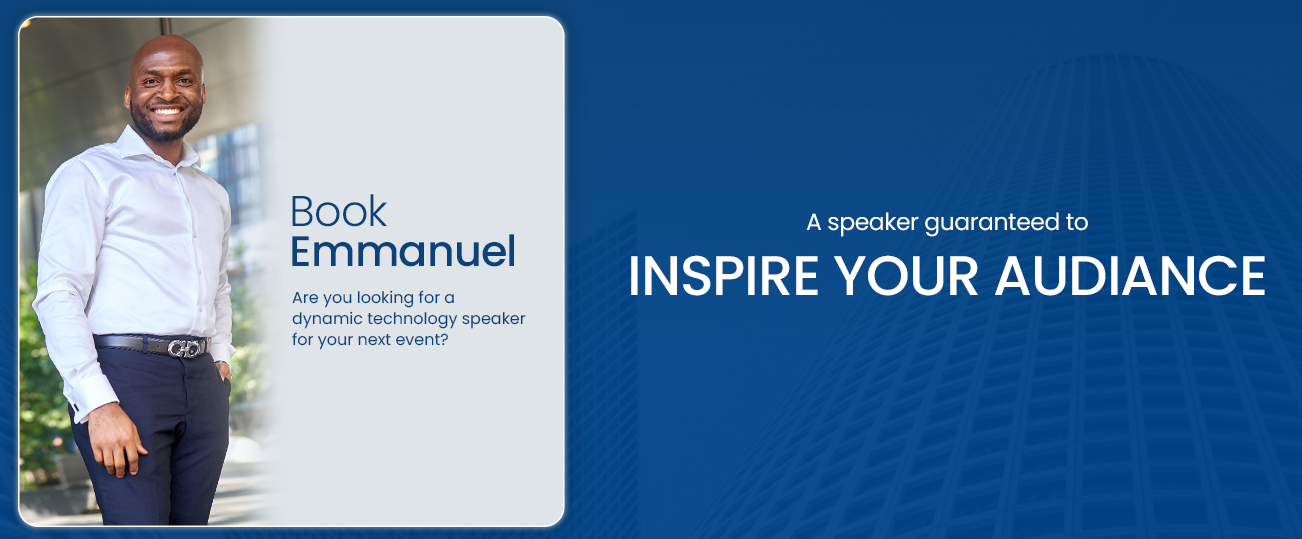 Book
Emmanuel
Are you looking for a
dynamic technology speaker
for your next event?
A speaker guaranteed to
INSPIRE YOUR AUDIANCE